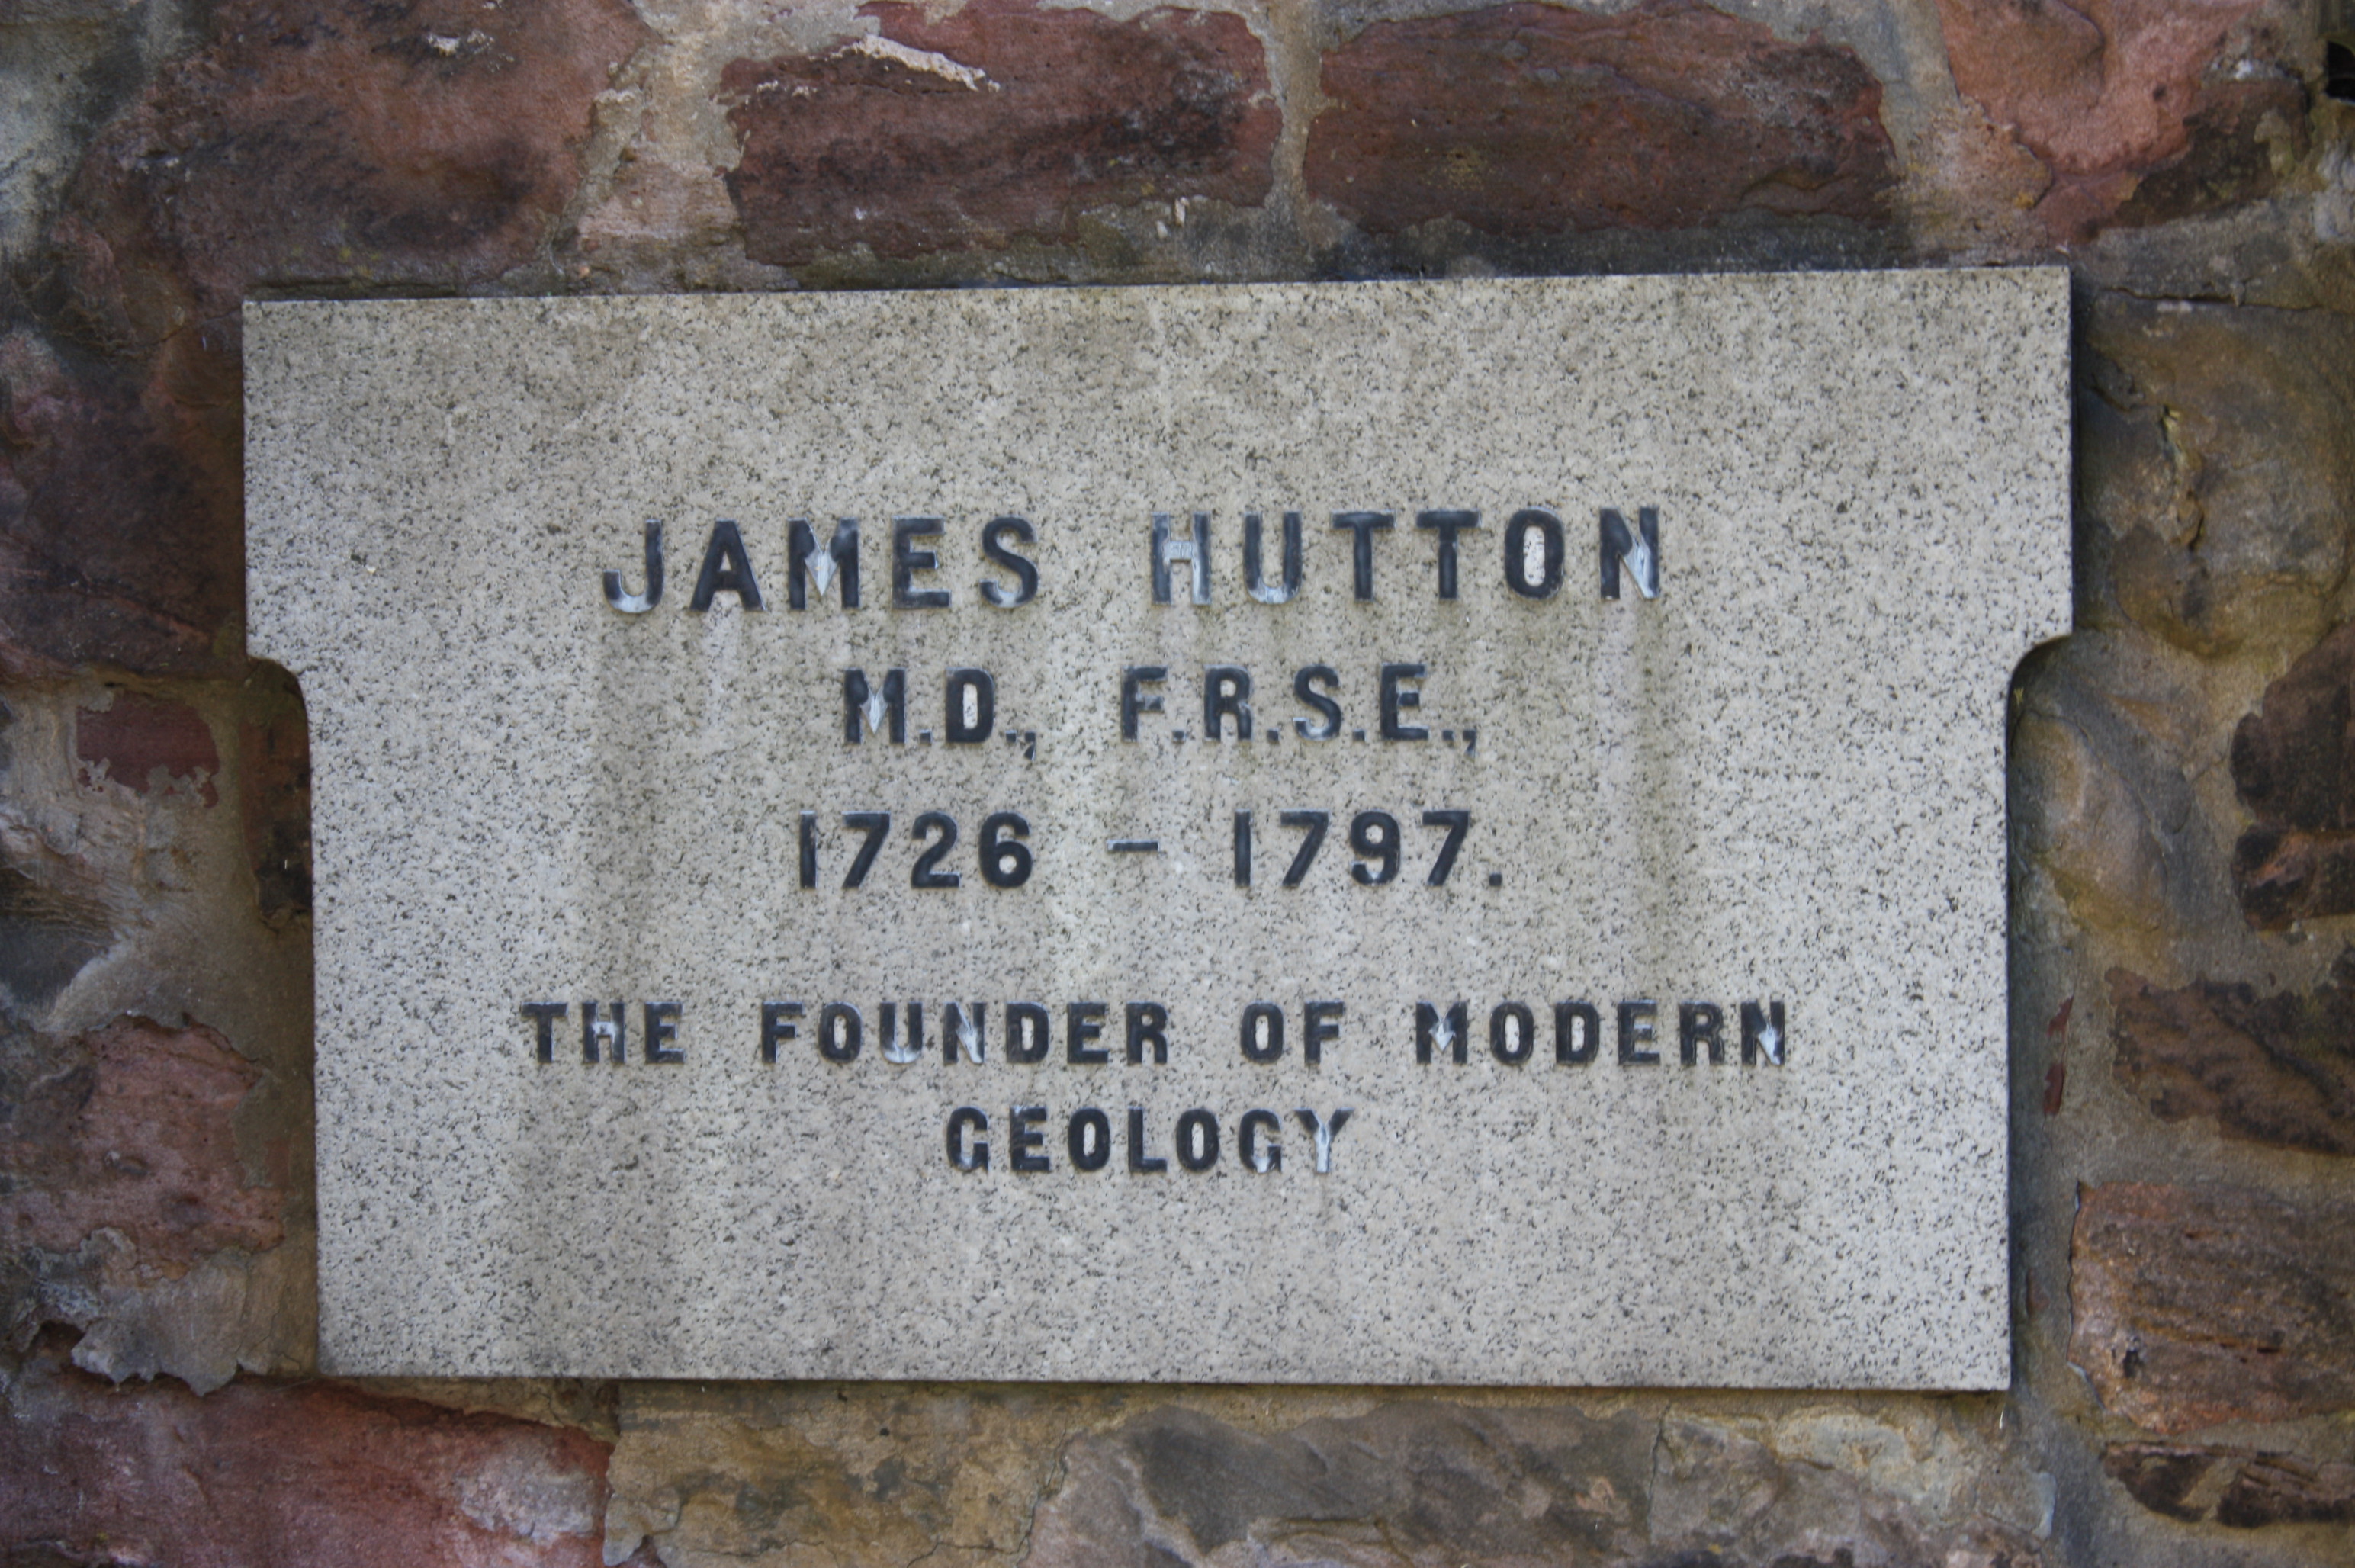 JAMES HUTTON
M.D., F.R.S.E.,
1726 - 1797.
THE FOUNDER OF MODERN
GEOLOGY